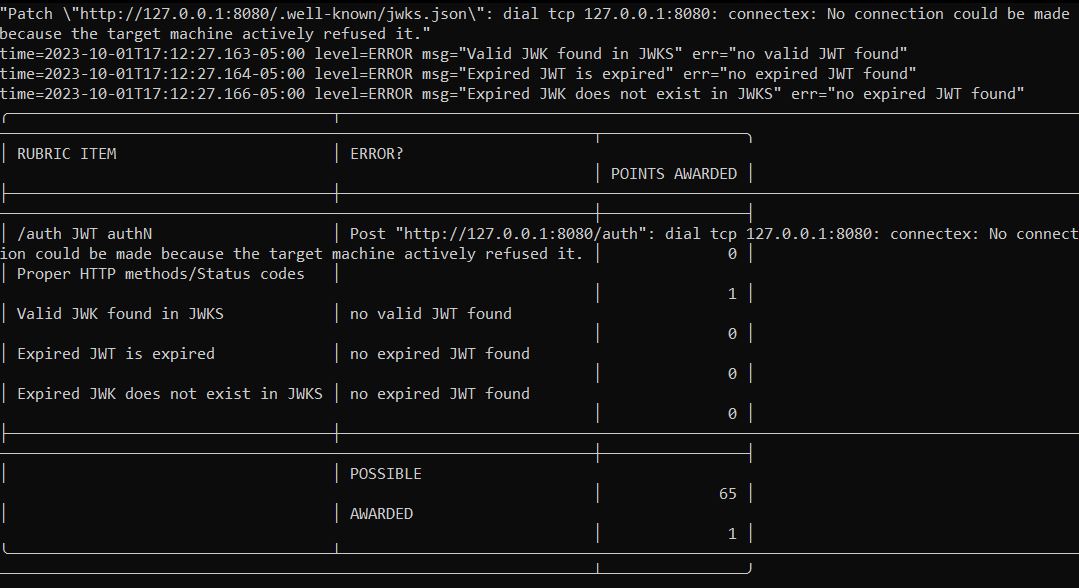 "Patch \"http://127.0.0.1:8080/.well-known/jwks.json\": dial tcp 127.0.0.1:8080: connectex: No connection could be made
because the target machine actively refused it."
time=2023-10-01T17:12:27.163-05:00 level=ERROR msg="Valid JWK found in JWKS" err="no valid JWT found"
time=2023-10-01T17:12:27.164-05:00 level=ERROR msg="Expired JWT is expired" err="no expired JWT found"
time=2023-10-01T17:12:27.166-05:00 level=ERROR msg="Expired JWK does not exist in JWKS" err="no expired JWT found"
RUBRIC ITEM ERROR?
POINTS AWARDED
/auth JWT authN Post "http://127.0.0.1:8080/auth": dial tcp 127.0.0.1:8080: connectex: No connect
ion could be made because the target machine actively refused it. 0
Proper HTTP methods/Status codes
1
Valid JWK found in JWKS no valid JWT found
0
Expired JWT is expired no expired JWT found
0
Expired JWK does not exist in JWKS no expired JWT found
0
POSSIBLE
65
AWARDED
1